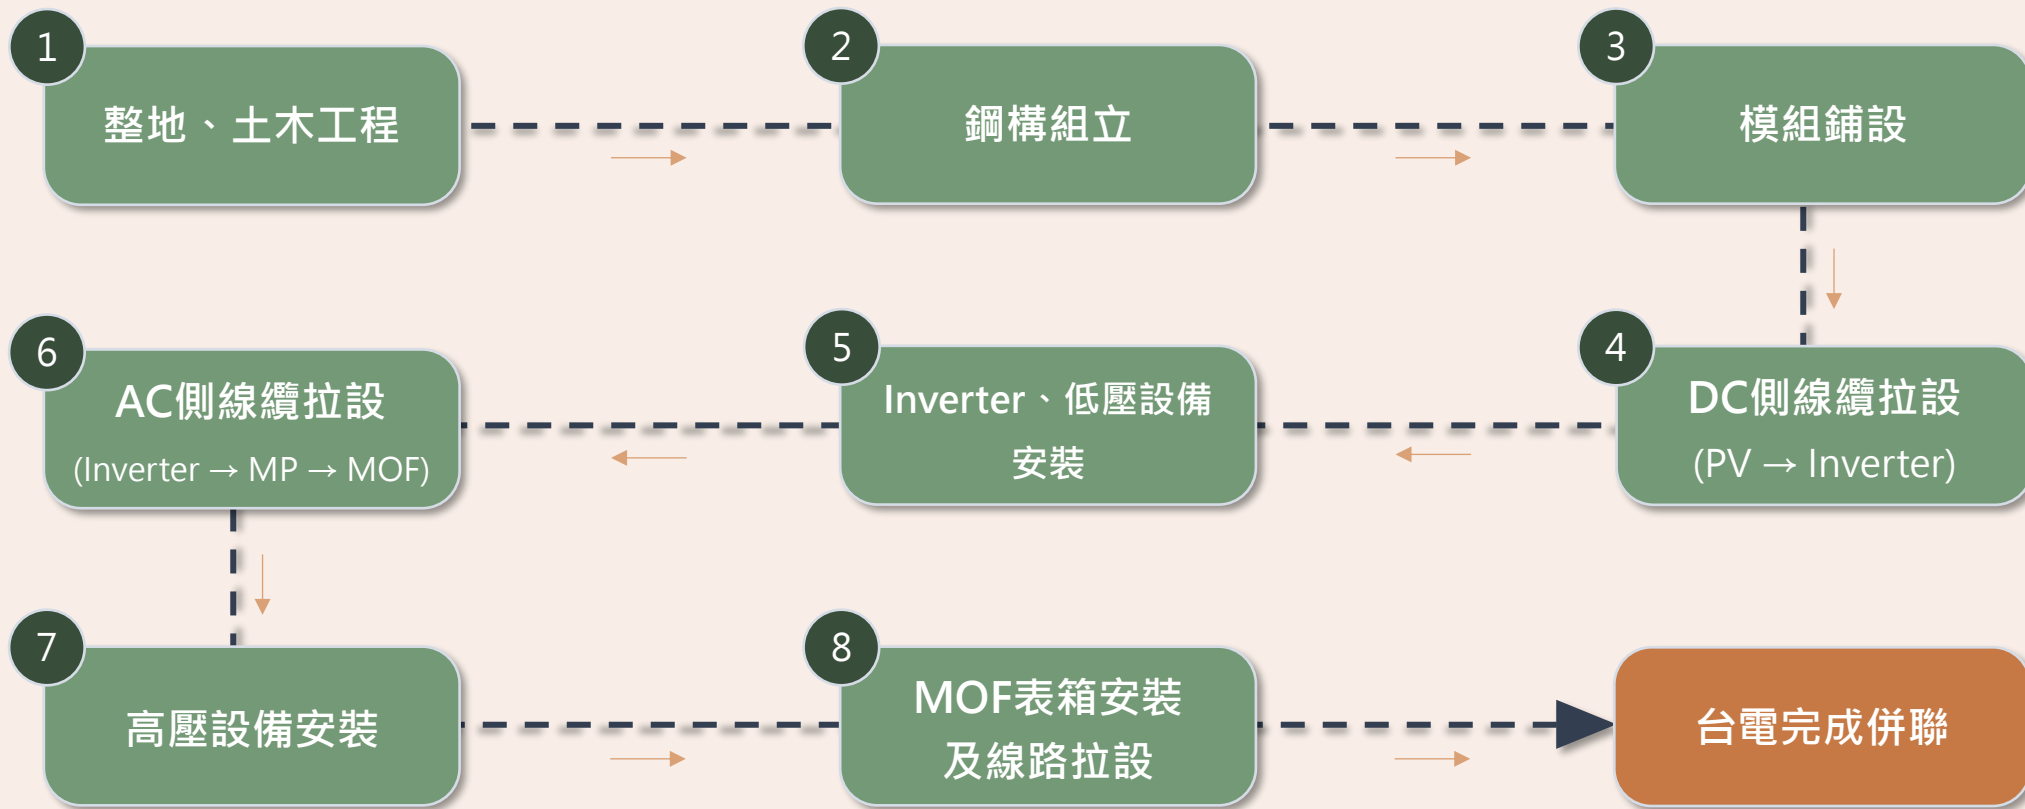 1
整地、土木工程
2
鋼構組立
3
模組鋪設
4
DC側線纜拉設
(PV → Inverter)
5
Inverter、低壓設備
安裝
6
AC側線纜拉設
(Inverter → MP → MOF)
7
高壓設備安裝
8
MOF表箱安裝
及線路拉設
台電完成併聯